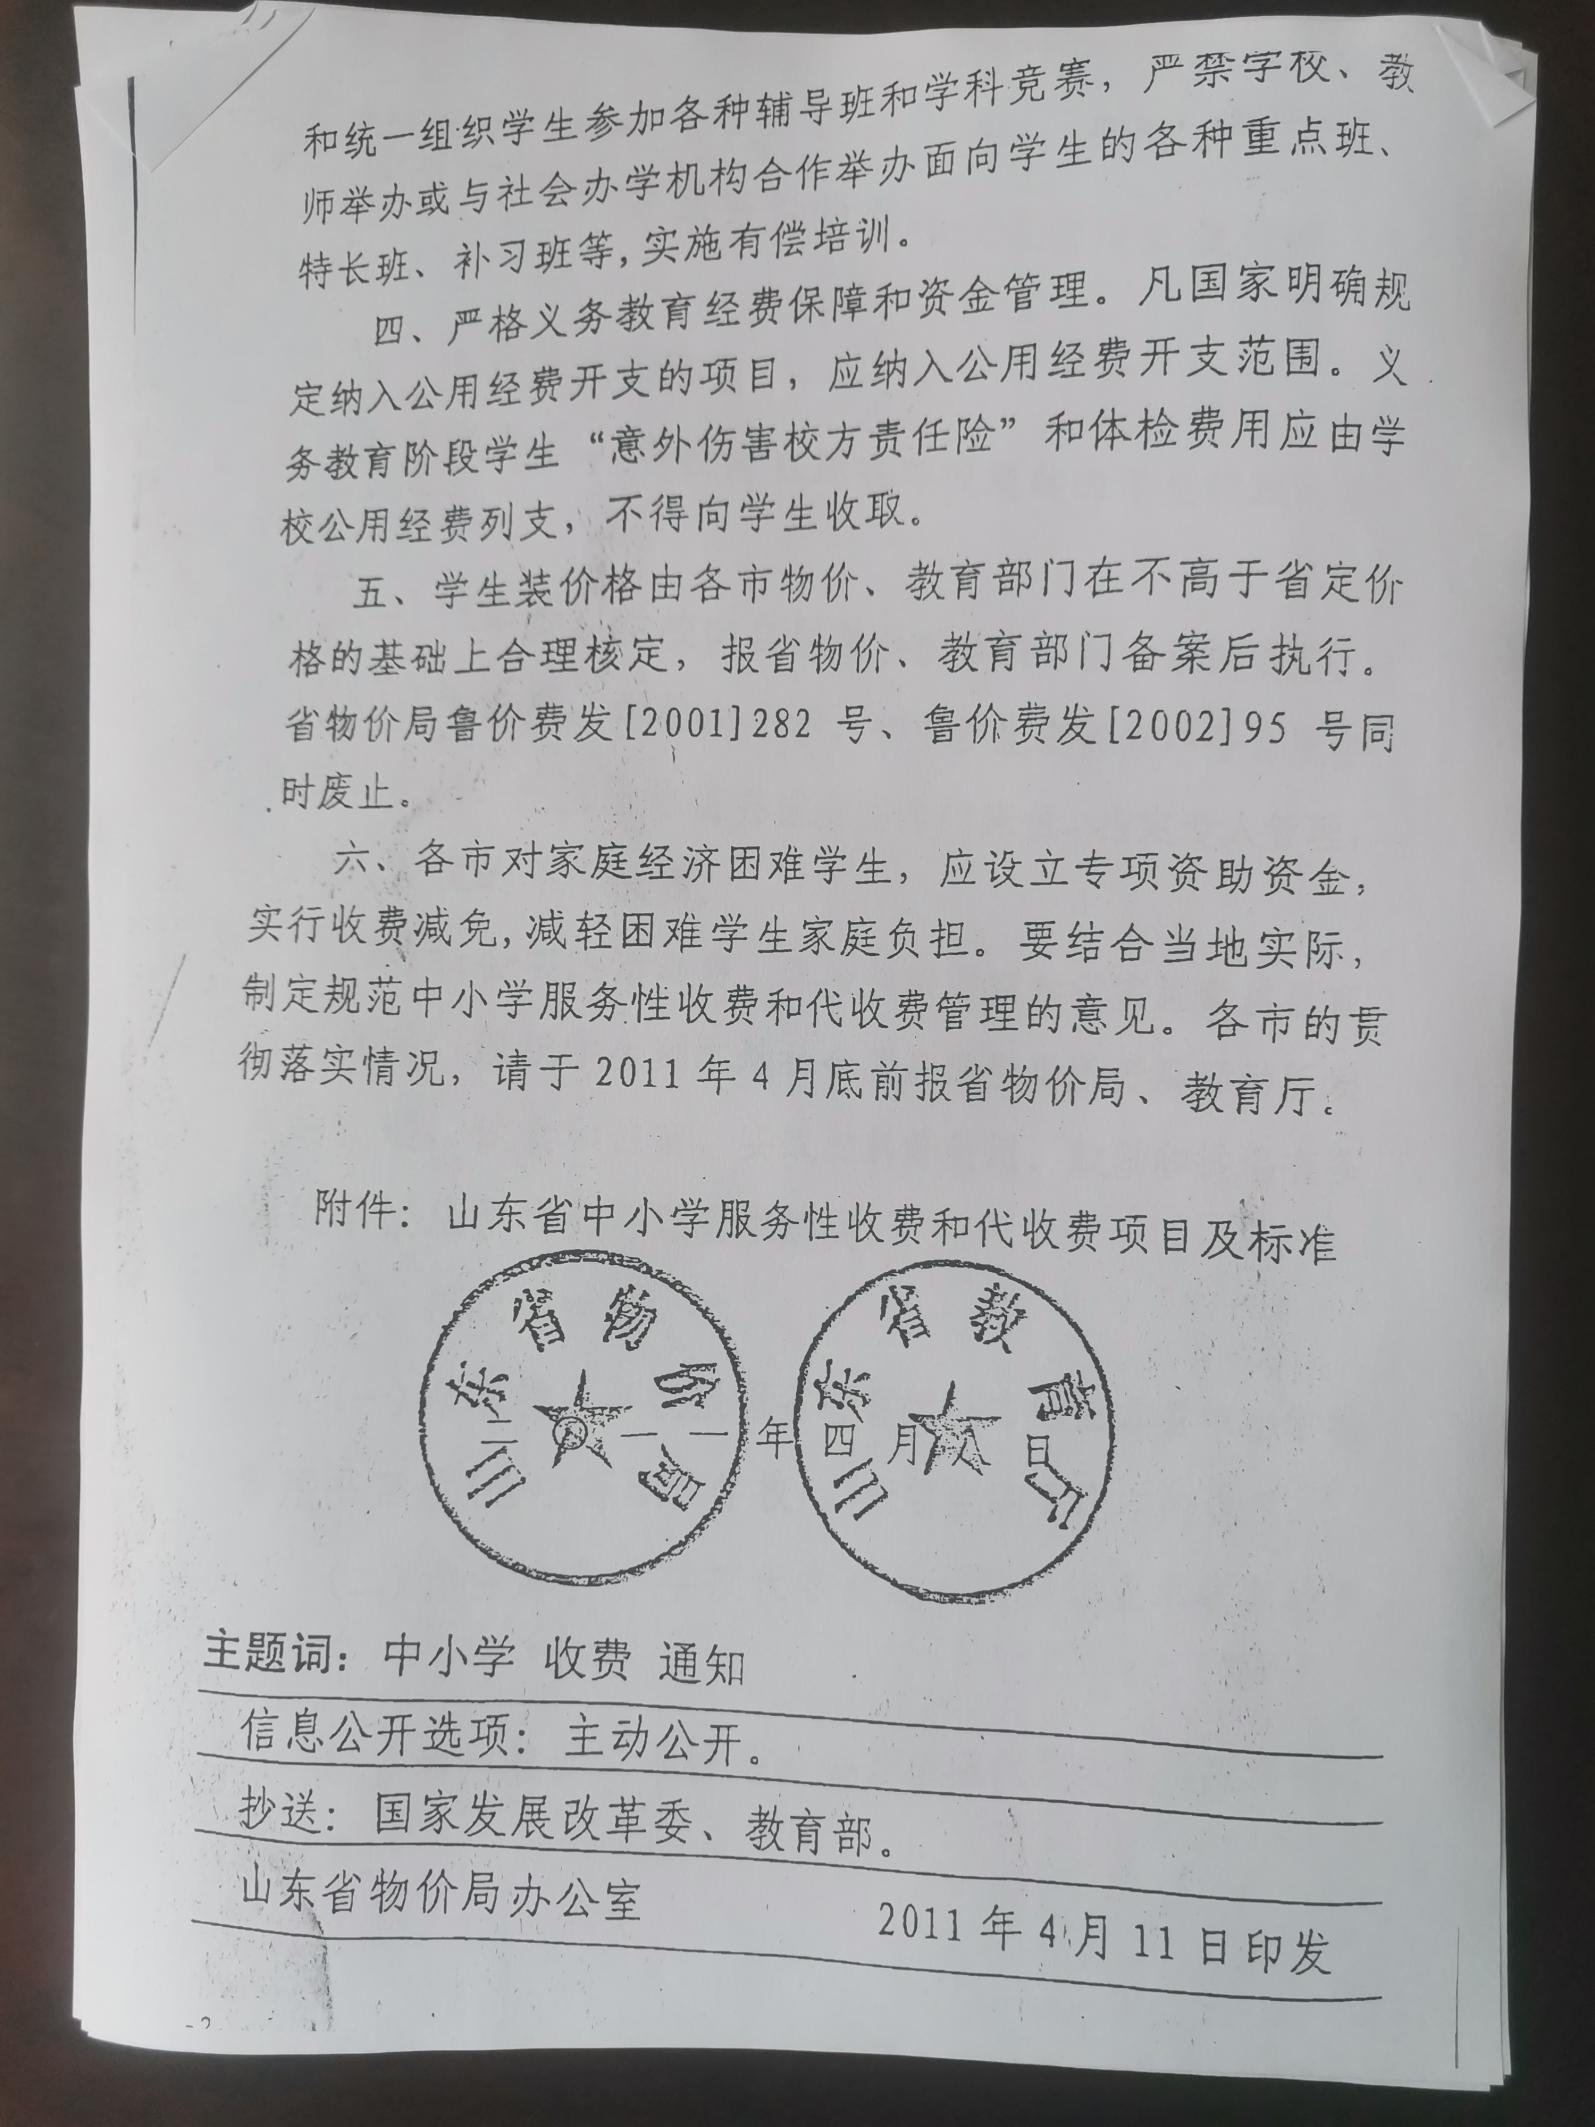 和统一组织学生参加各种辅导班和学科竞赛，严禁学校、教
师举办或与社会办学机构合作举办面向学生的各种重点班、
特长班、补习班等,实施有偿培训。
四、严格义务教育经费保障和资金管理。凡国家明确规
定纳入公用经费开支的项目，应纳入公用经费开支范围。义
务教育阶段学生“意外伤害校方责任险”和体检费用应由学
校公用经费列支，不得向学生收取。
五、学生装价格由各市物价、教育部门在不高于省定价
格的基础上合理核定，报省物价、教育部门备案后执行。
省物价局鲁价费发[2001]282 号、鲁价费发[2002]95 号同
时废止。
六、各市对家庭经济困难学生，应设立专项资助资金，
实行收费减免,减轻困难学生家庭负担。要结合当地实际，
制定规范中小学服务性收费和代收费管理的意见。各市的贯
彻落实情况，请于 2011 年 4 月底前报省物价局、教育厅。
附件：山东省中小学服务性收费和代收费项目及标准
山东省物价局
山东省教育厅
二〇一一年四月 日
主题词：中小学 收费 通知
信息公开选项：主动公开。
抄送：国家发展改革委、教育部。
山东省物价局办公室 2011 年 4 月 11 日印发
- 2